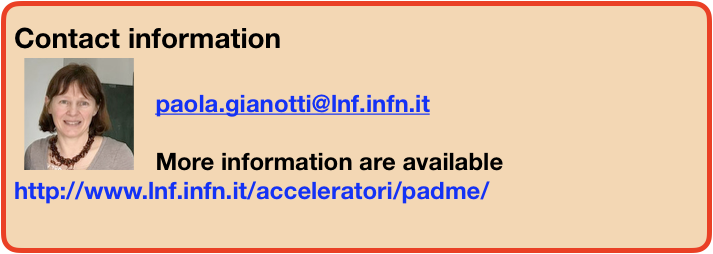 Contact information
paola.gianotti@lnf.infn.it
More information are available
http://www.lnf.infn.it/acceleratori/padme/